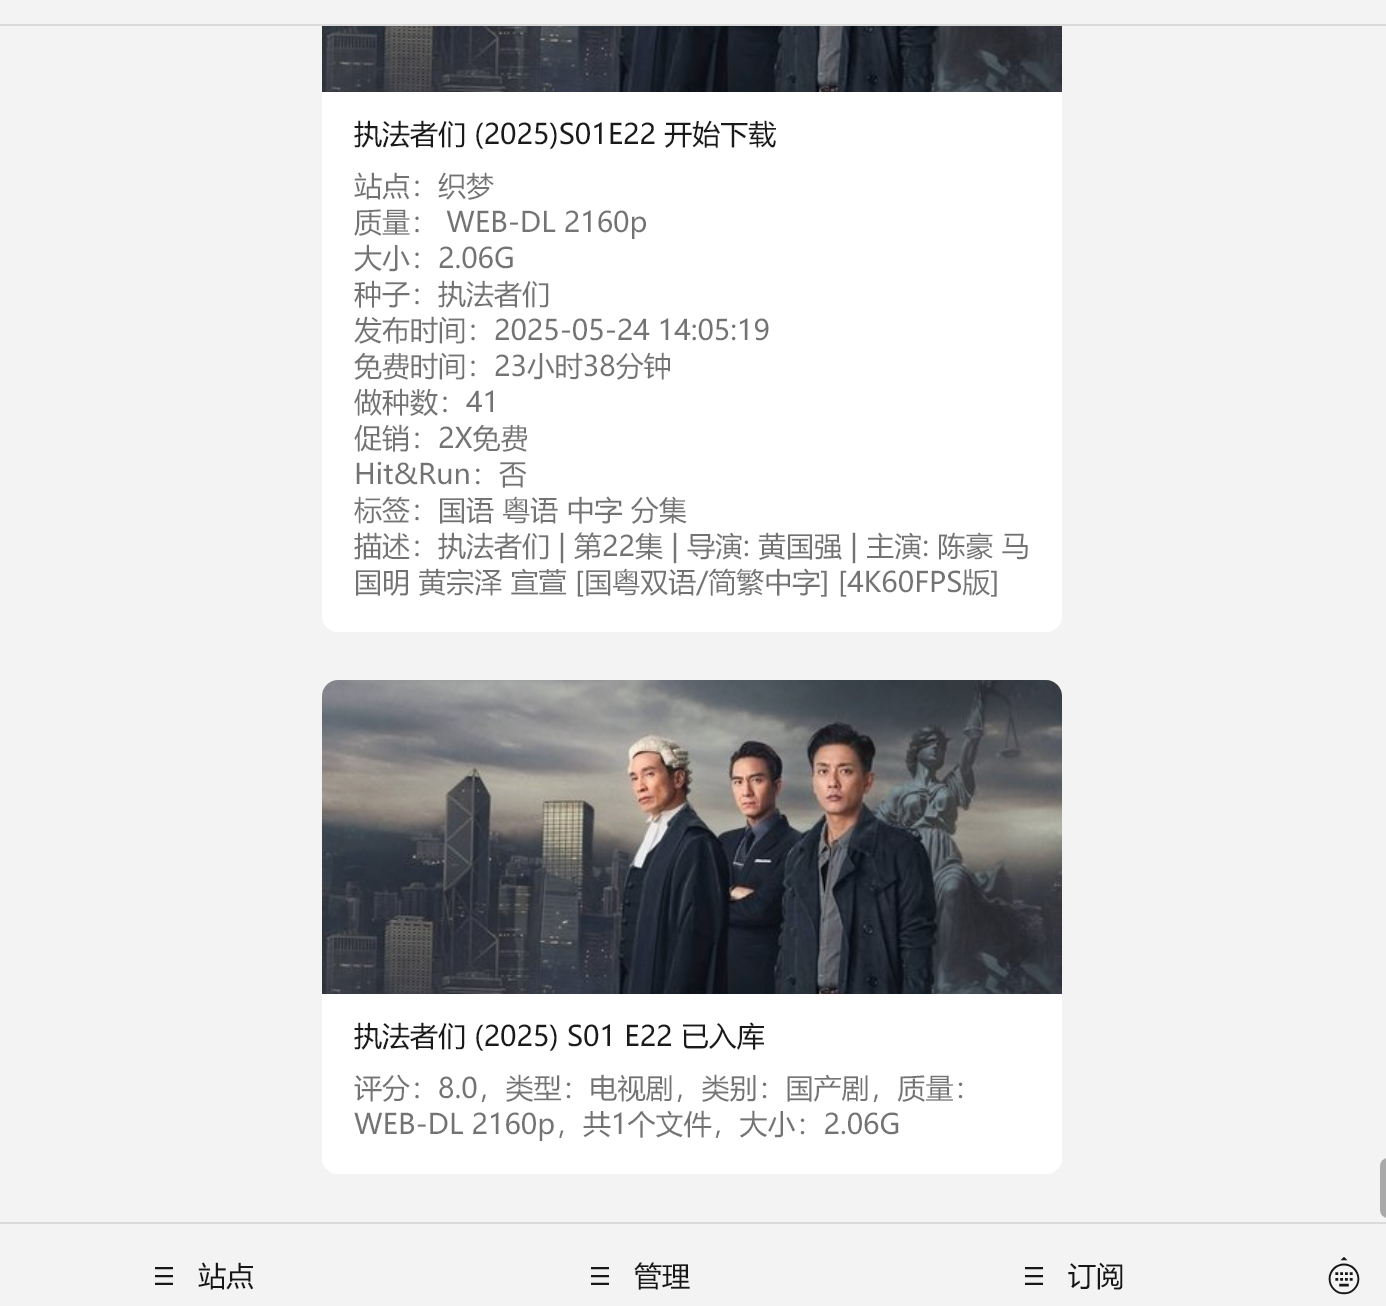 执法者们 (2025)S01E22 开始下载
站点：织梦
质量： WEB-DL 2160p
大小：2.06G
种子：执法者们
发布时间：2025-05-24 14:05:19
免费时间：23小时38分钟
做种数：41
促销：2X免费
Hit&Run：否
标签：国语 粤语 中字 分集
描述：执法者们 | 第22集 | 导演: 黄国强 | 主演: 陈豪 马
国明 黄宗泽 宣萱 [国粤双语/简繁中字] [4K60FPS版]
执法者们 (2025) S01 E22 已入库
评分：8.0，类型：电视剧，类别：国产剧，质量：
WEB-DL 2160p，共1个文件，大小：2.06G
站点
管理
订阅